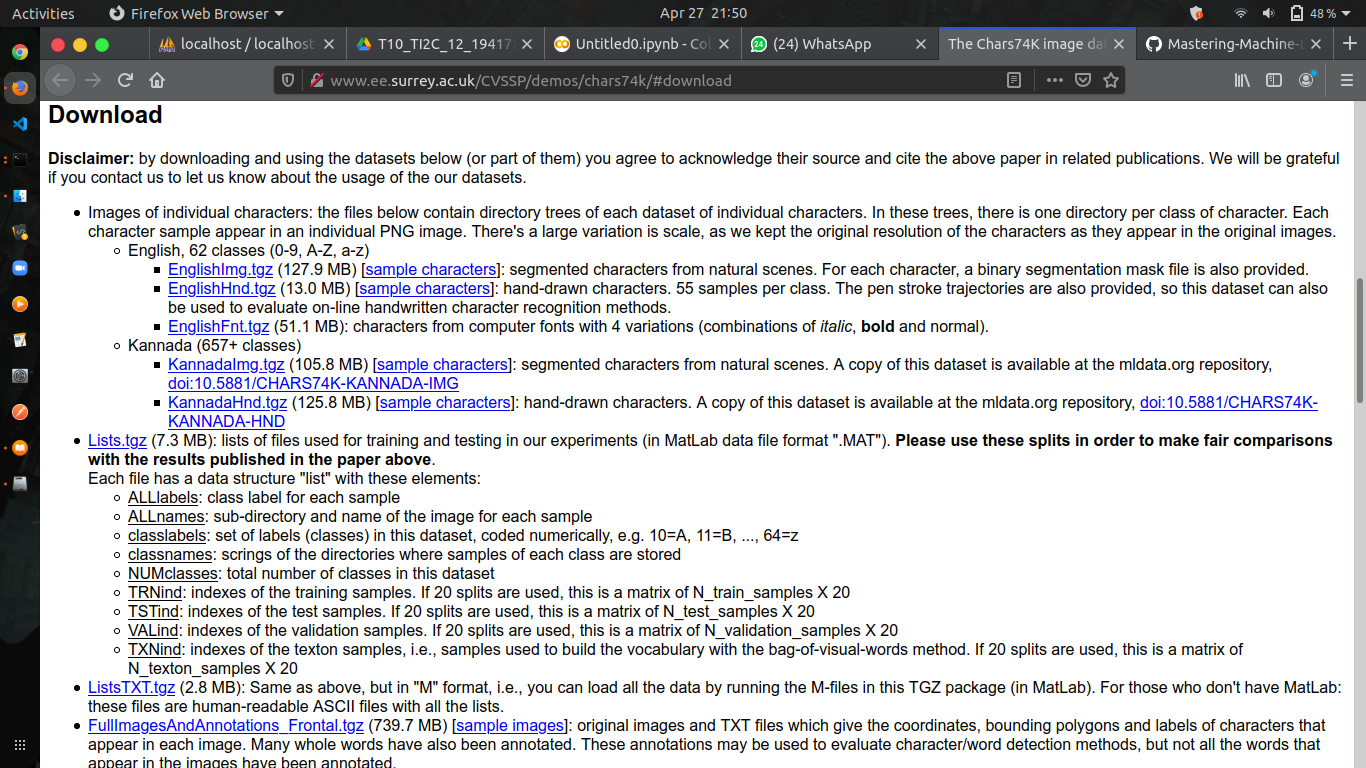 Activities
Firefox Web Browser
Apr 27 21:50
48 %
localhost / localhost
T10_TI2C_12_19417
Untitled0.ipynb - Co
(24) WhatsApp
The Chars74K image da
Mastering-Machine-
www.ee.surrey.ac.uk/CVSSP/demos/chars74k/#download
Download
Disclaimer: by downloading and using the datasets below (or part of them) you agree to acknowledge their source and cite the above paper in related publications. We will be grateful
if you contact us to let us know about the usage of the our datasets.
Images of individual characters: the files below contain directory trees of each dataset of individual characters. In these trees, there is one directory per class of character. Each
character sample appear in an individual PNG image. There's a large variation is scale, as we kept the original resolution of the characters as they appear in the original images.
English, 62 classes (0-9, A-Z, a-z)
EnglishImg.tgz (127.9 MB) [sample characters]: segmented characters from natural scenes. For each character, a binary segmentation mask file is also provided.
EnglishHnd.tgz (13.0 MB) [sample characters]: hand-drawn characters. 55 samples per class. The pen stroke trajectories are also provided, so this dataset can also
be used to evaluate on-line handwritten character recognition methods.
EnglishFnt.tgz (51.1 MB): characters from computer fonts with 4 variations (combinations of italic, bold and normal).
Kannada (657+ classes)
KannadaImg.tgz (105.8 MB) [sample characters]: segmented characters from natural scenes. A copy of this dataset is available at the mldata.org repository,
doi:10.5881/CHARS74K-KANNADA-IMG
KannadaHnd.tgz (125.8 MB) [sample characters]: hand-drawn characters. A copy of this dataset is available at the mldata.org repository, doi:10.5881/CHARS74K-
KANNADA-HND
Lists.tgz (7.3 MB): lists of files used for training and testing in our experiments (in MatLab data file format ".MAT"). Please use these splits in order to make fair comparisons
with the results published in the paper above.
Each file has a data structure "list" with these elements:
ALLlabels: class label for each sample
ALLnames: sub-directory and name of the image for each sample
classlabels: set of labels (classes) in this dataset, coded numerically, e.g. 10=A, 11=B, ..., 64=z
classnames: scrings of the directories where samples of each class are stored
NUMclasses: total number of classes in this dataset
TRNind: indexes of the training samples. If 20 splits are used, this is a matrix of N_train_samples X 20
TSTind: indexes of the test samples. If 20 splits are used, this is a matrix of N_test_samples X 20
VALind: indexes of the validation samples. If 20 splits are used, this is a matrix of N_validation_samples X 20
TXNind: indexes of the texton samples, i.e., samples used to build the vocabulary with the bag-of-visual-words method. If 20 splits are used, this is a matrix of
N_texton_samples X 20
ListsTXT.tgz (2.8 MB): Same as above, but in "M" format, i.e., you can load all the data by running the M-files in this TGZ package (in MatLab). For those who don't have MatLab:
these files are human-readable ASCII files with all the lists.
FullImagesAndAnnotations_Frontal.tgz (739.7 MB) [sample images]: original images and TXT files which give the coordinates, bounding polygons and labels of characters that
appear in each image. Many whole words have also been annotated. These annotations may be used to evaluate character/word detection methods, but not all the words that
appear in the images have been annotated.